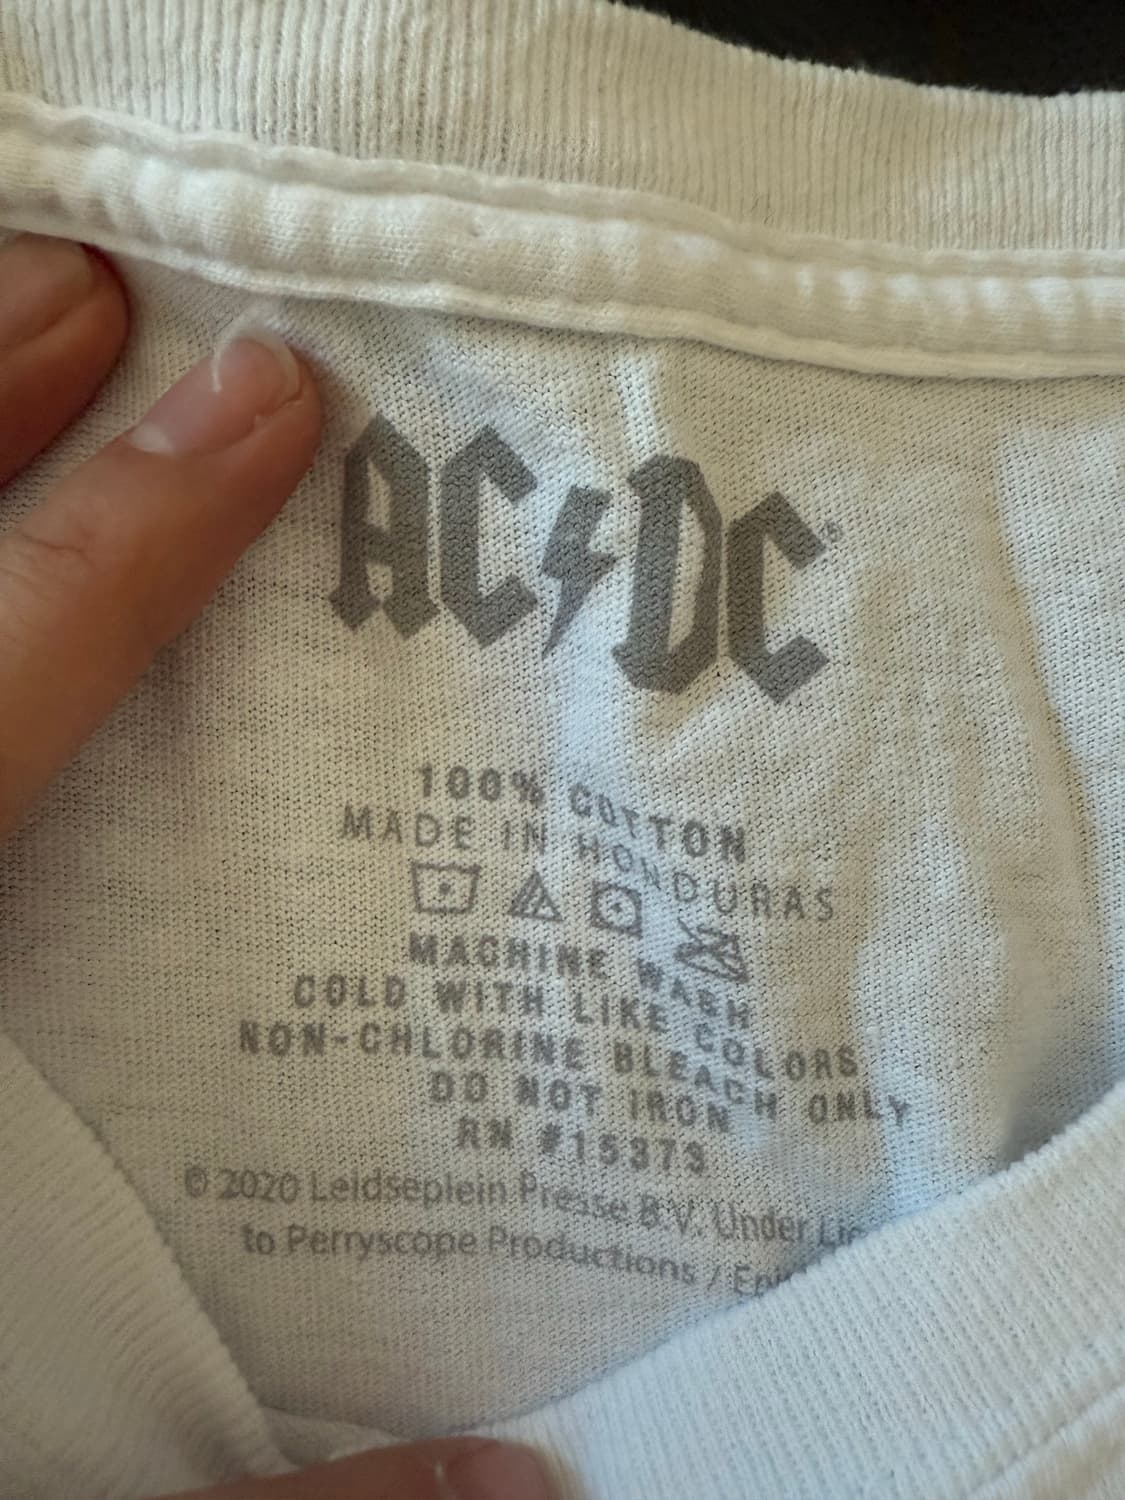 AC⚡DC®
100% COTTON
MADE IN HONDURAS
MACHINE WASH
COLD WITH LIKE COLORS
NON-CHLORINE BLEACH ONLY
DO NOT IRON
RN #15373
© 2020 Leidseplein Presse B.V. Under
to Perryscope Productions /